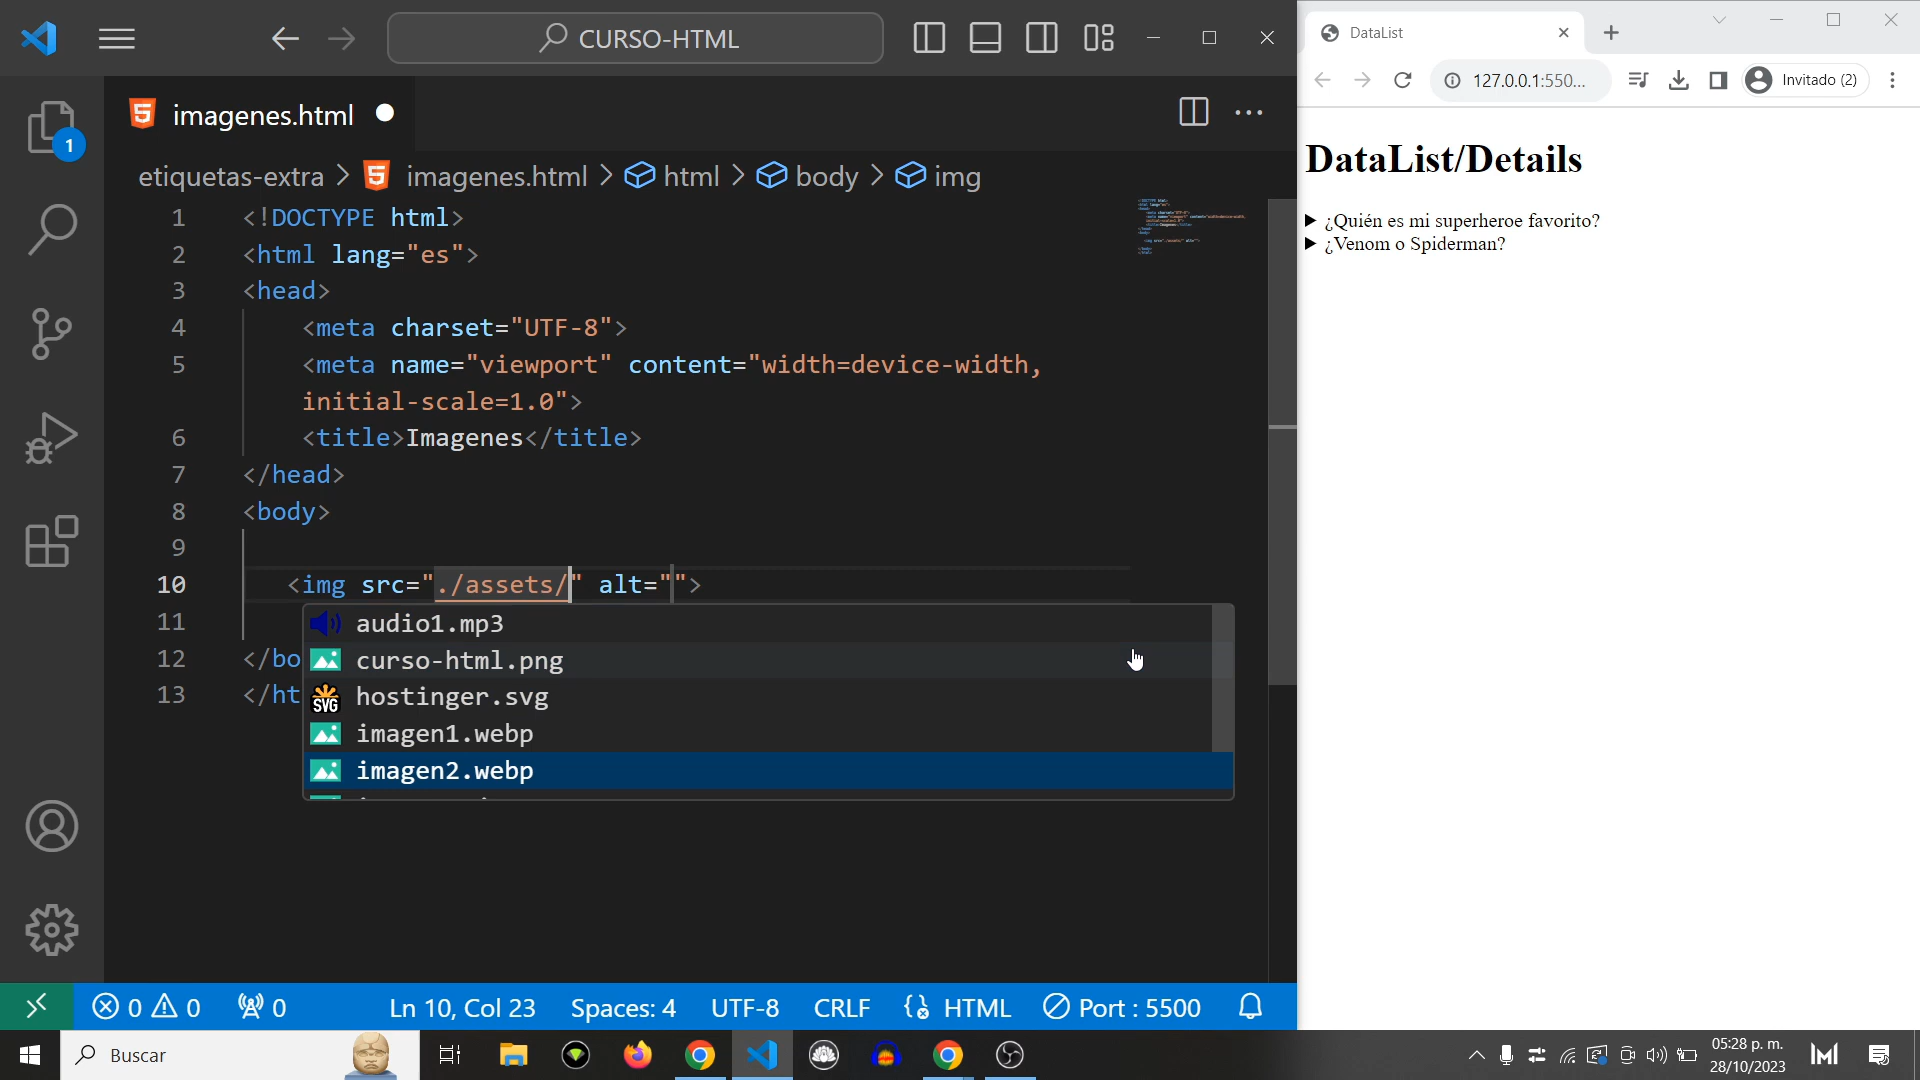 CURSO-HTML
imagenes.html
etiquetas-extra > imagenes.html > html > body > img
1 <!DOCTYPE html>
2 <html lang="es">
3 <head>
4 <meta charset="UTF-8">
5 <meta name="viewport" content="width=device-width,
initial-scale=1.0">
6 <title>Imagenes</title>
7 </head>
8 <body>
9
10 <img src="./assets/" alt="">
11
12 </bo
13 </ht
audio1.mp3
curso-html.png
hostinger.svg
imagen1.webp
imagen2.webp
1
0 0 0 Ln 10, Col 23 Spaces: 4 UTF-8 CRLF HTML Port : 5500
DataList
127.0.0.1:550...
Invitado (2)
DataList/Details
¿Quién es mi superheroe favorito?
¿Venom o Spiderman?
Buscar
05:28 p. m.
28/10/2023